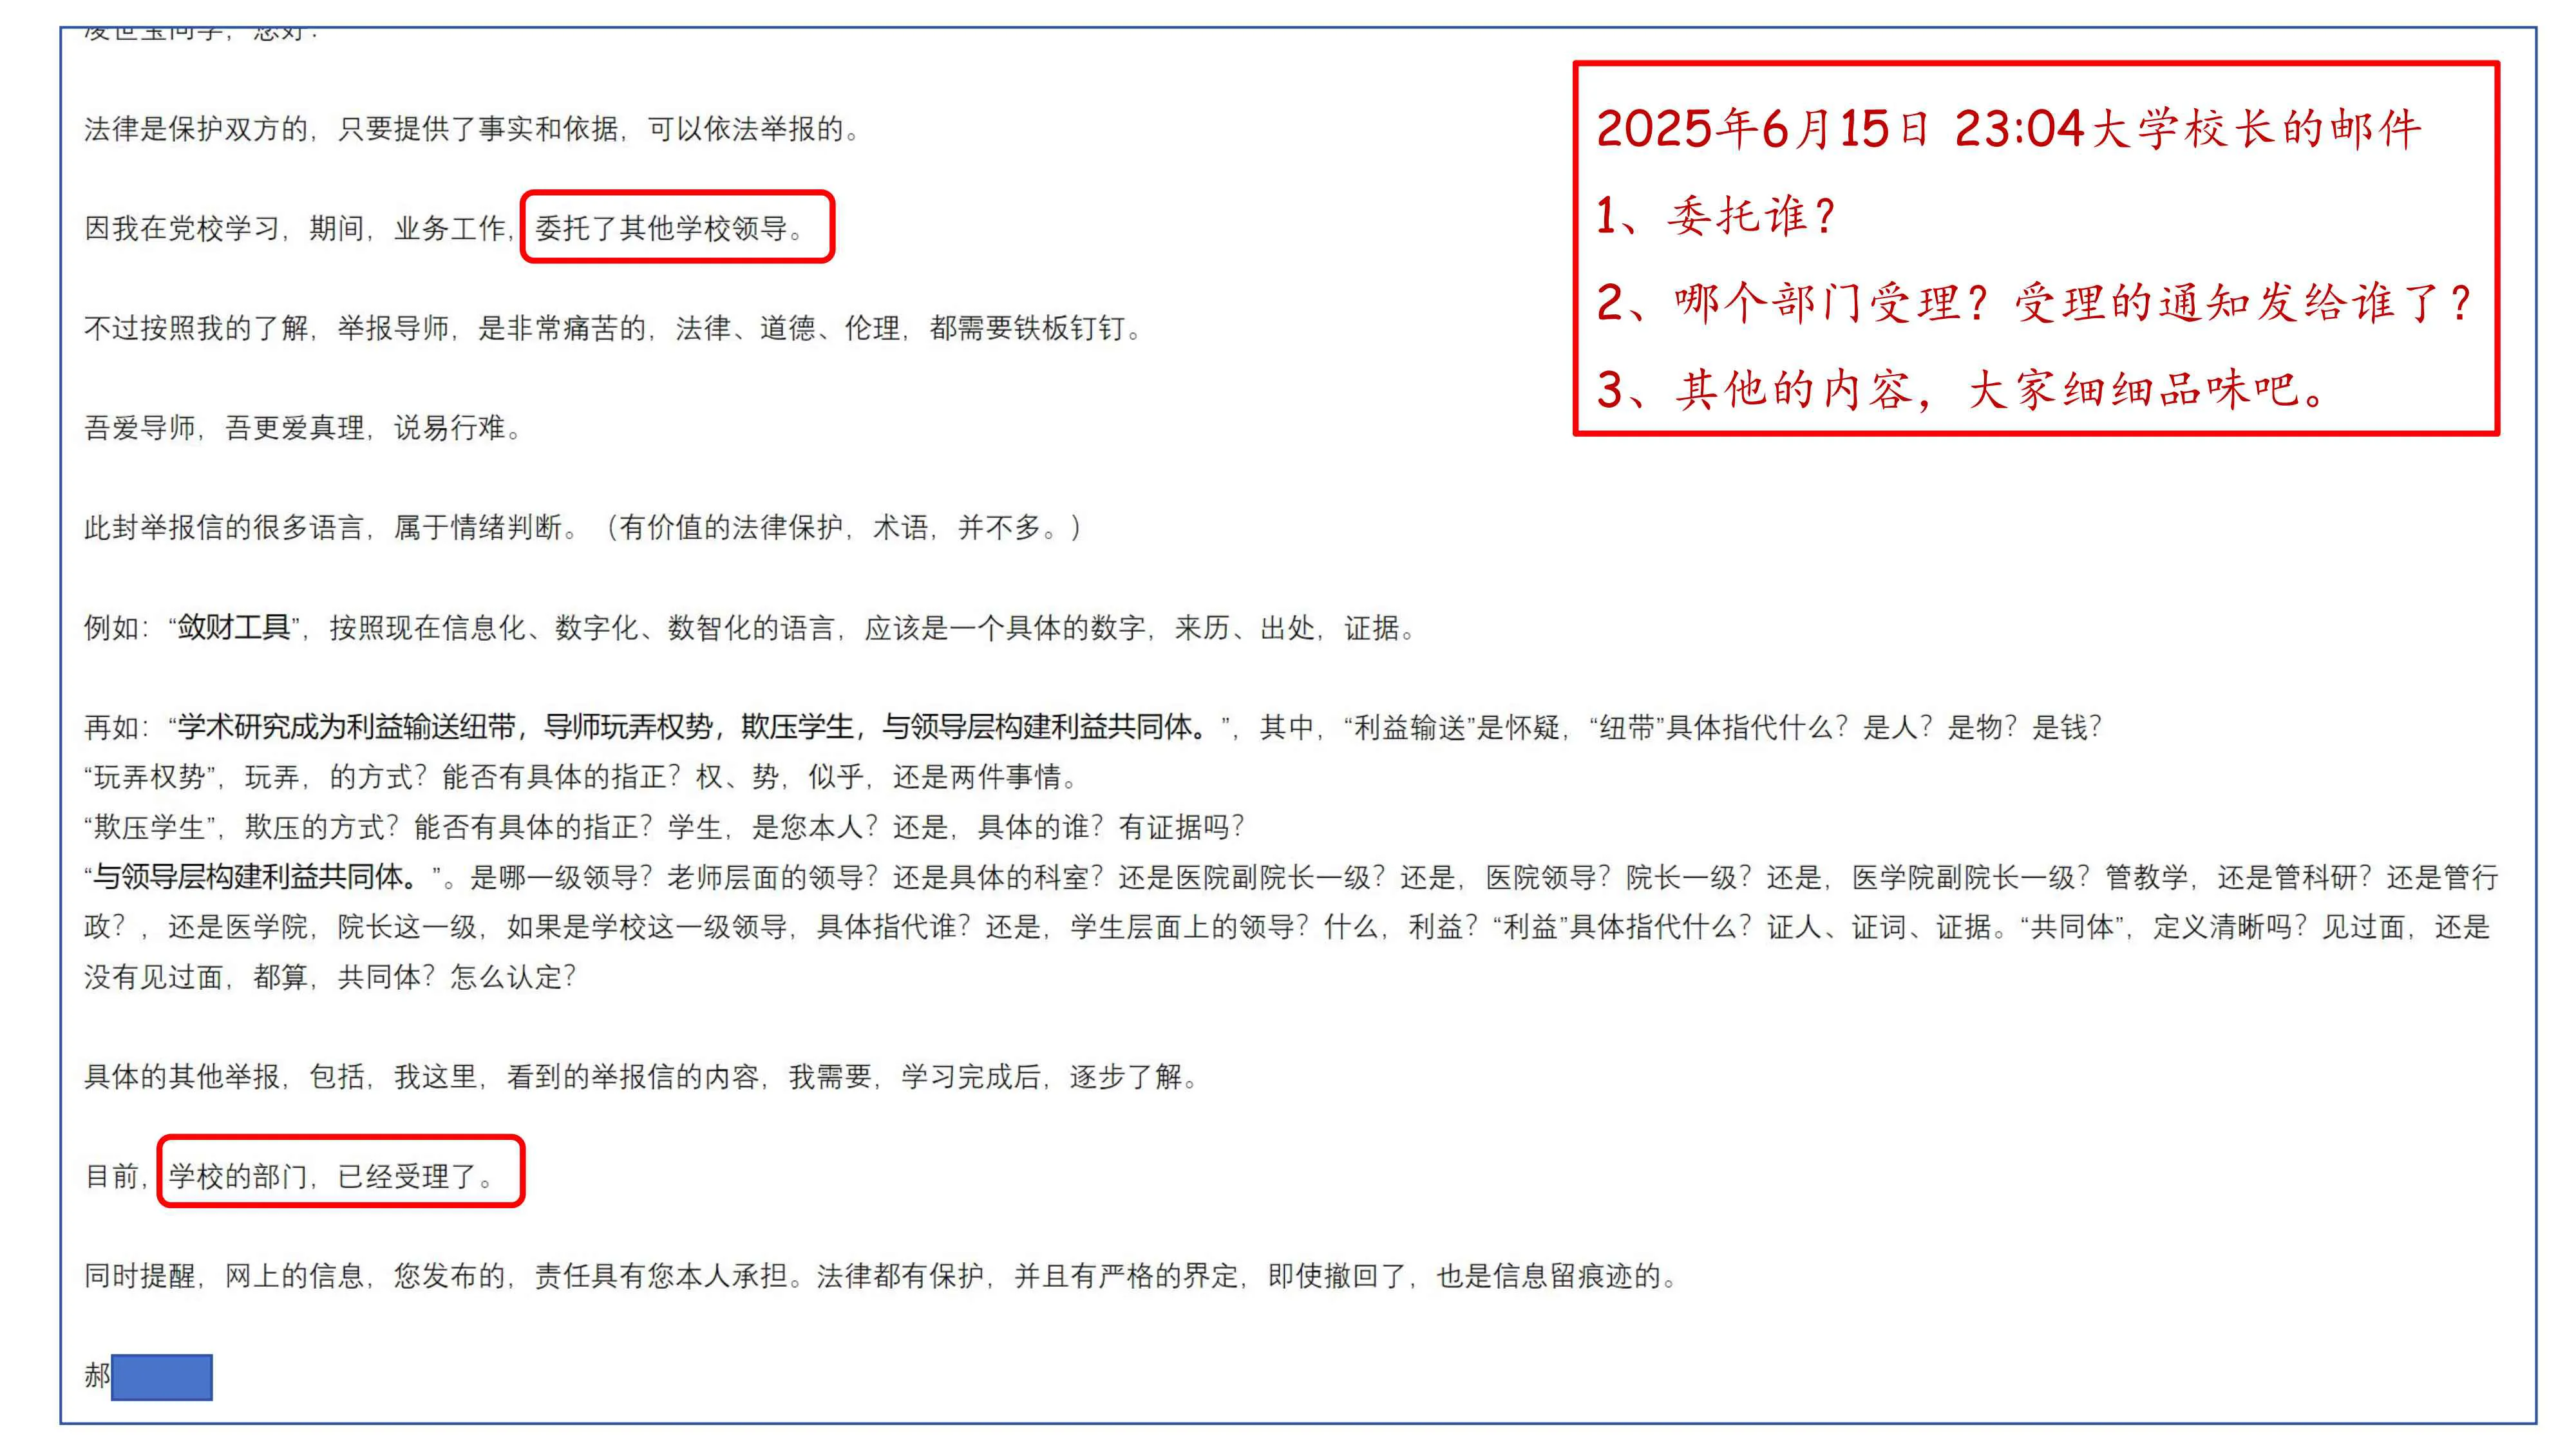 同学，您好！
法律是保护双方的，只要提供了事实和依据，可以依法举报的。
因我在党校学习，期间，业务工作，委托了其他学校领导。
不过按照我的了解，举报导师，是非常痛苦的，法律、道德、伦理，都需要铁板钉钉。
吾爱导师，吾更爱真理，说易行难。
此封举报信的很多语言，属于情绪判断。（有价值的法律保护，术语，并不多。）
例如：“敛财工具”，按照现在信息化、数字化、数智化的语言，应该是一个具体的数字，来历、出处，证据。
再如：“学术研究成为利益输送纽带，导师玩弄权势，欺压学生，与领导层构建利益共同体。”，其中，“利益输送”是怀疑，“纽带”具体指代什么？是人？是物？是钱？
“玩弄权势”，玩弄，的方式？能否有具体的指正？权、势，似乎，还是两件事情。
“欺压学生”，欺压的方式？能否有具体的指正？学生，是您本人？还是，具体的谁？有证据吗？
“与领导层构建利益共同体。”。是哪一级领导？老师层面的领导？还是具体的科室？还是医院副院长一级？还是，医院领导？院长一级？还是，医学院副院长一级？管教学，还是管科研？还是管行
政？，还是医学院，院长这一级，如果是学校这一级领导，具体指代谁？还是，学生层面上的领导？什么，利益？“利益”具体指代什么？证人、证词、证据。“共同体”，定义清晰吗？见过面，还是
没有见过面，都算，共同体？怎么认定？
具体的其他举报，包括，我这里，看到的举报信的内容，我需要，学习完成后，逐步了解。
目前，学校的部门，已经受理了。
同时提醒，网上的信息，您发布的，责任具有您本人承担。法律都有保护，并且有严格的界定，即使撤回了，也是信息留痕迹的。
郝
2025年6月15日 23:04大学校长的邮件
1、委托谁？
2、哪个部门受理？受理的通知发给谁了？
3、其他的内容，大家细细品味吧。